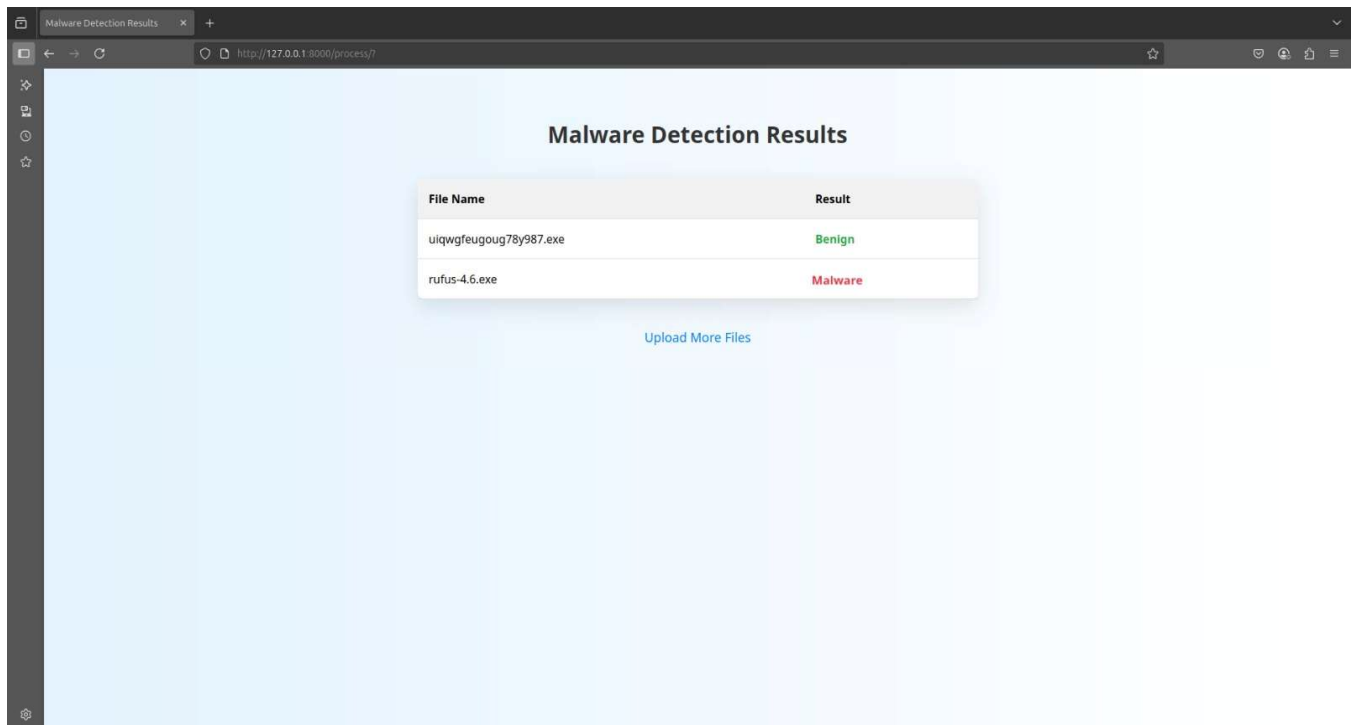 Malware Detection Results
http://127.0.0.1:8000/process/?
Malware Detection Results
File Name Result
uiqwgfeugoug78y987.exe Benign
rufus-4.6.exe Malware
Upload More Files